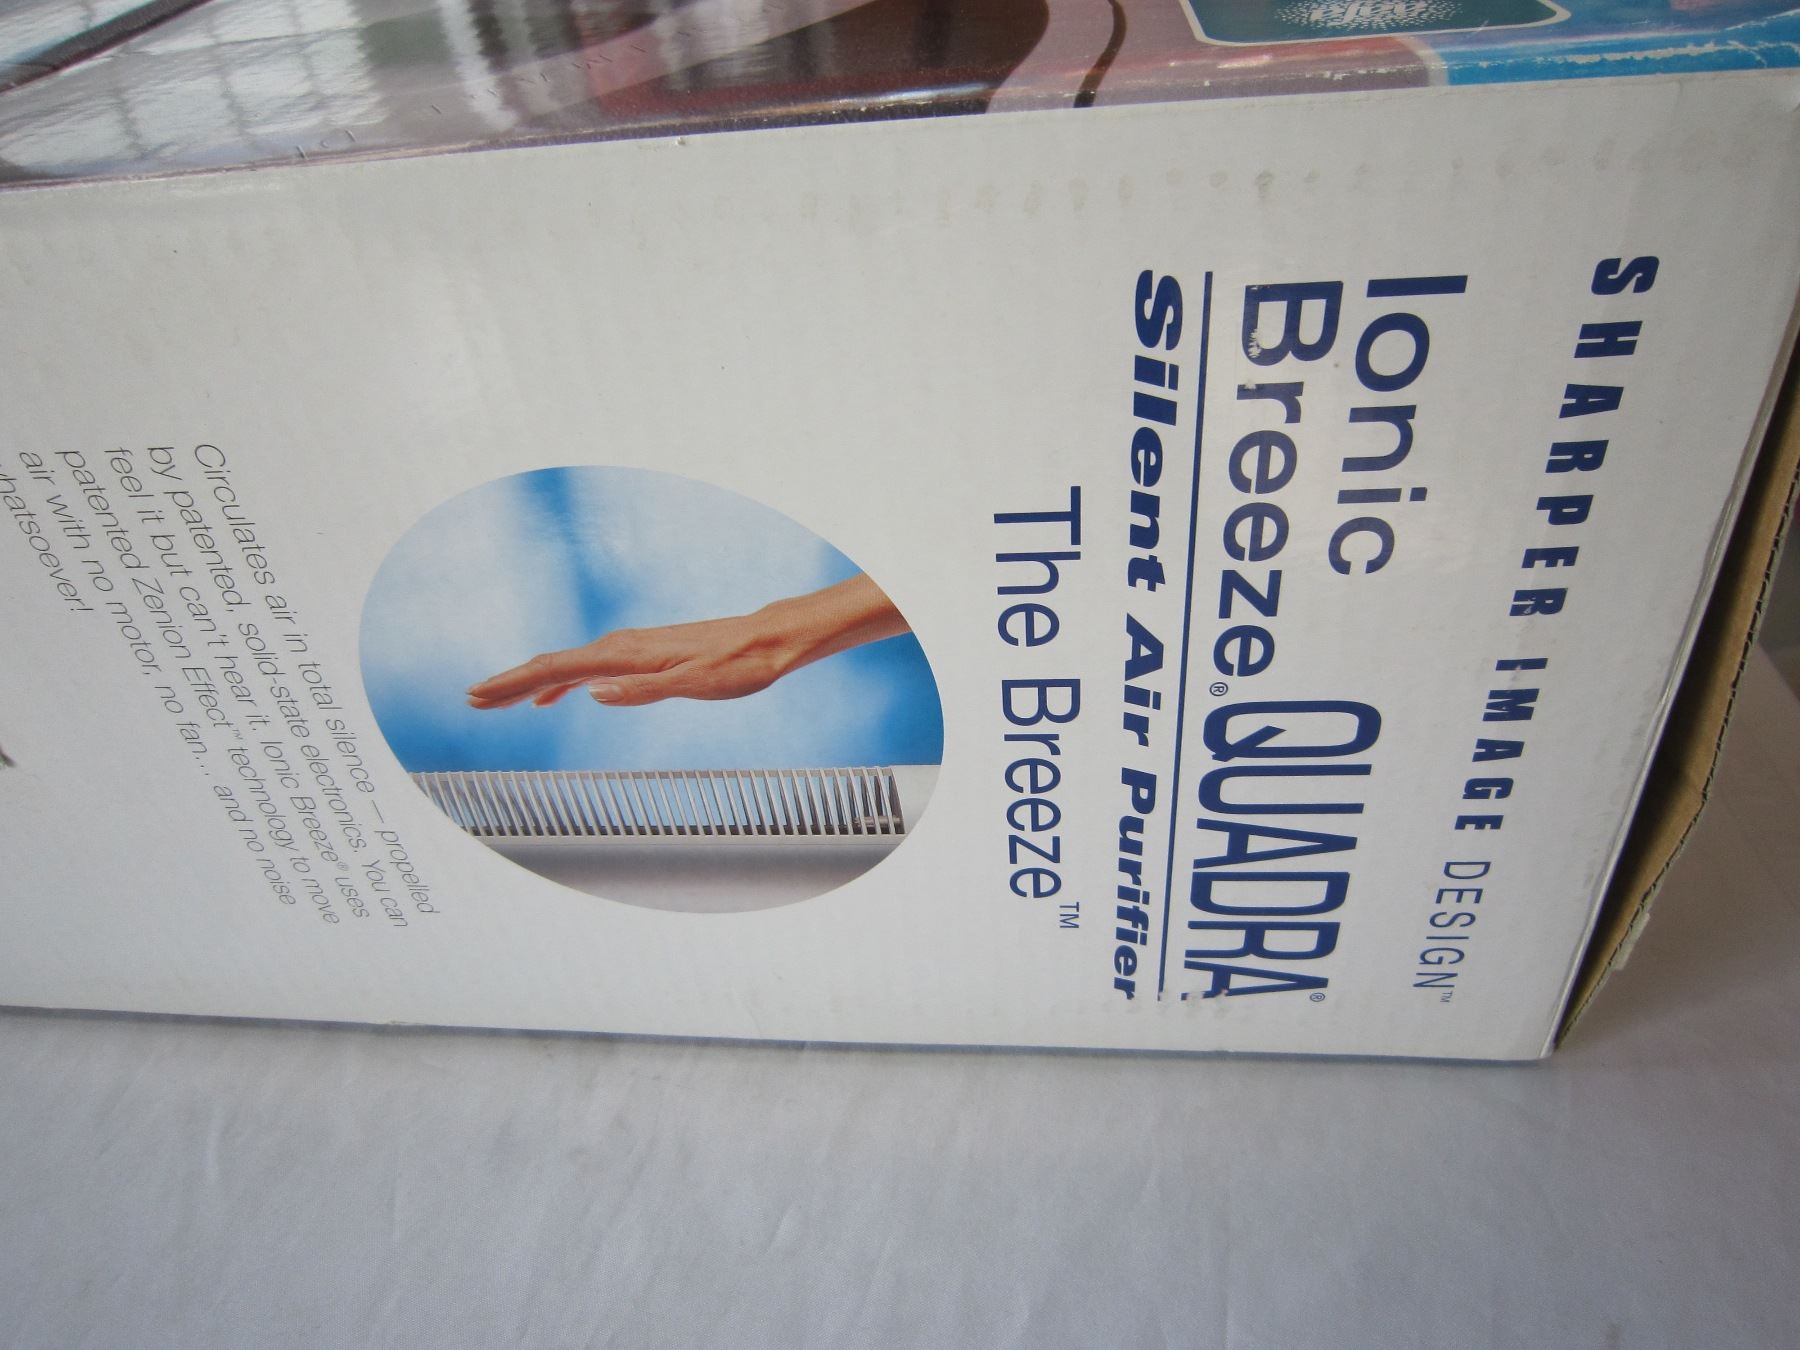 SHARPER IMAGE DESIGN™
Ionic
Breeze® QUADRA®
Silent Air Purifier
The Breeze™
Circulates air in total silence — propelled
by patented, solid-state electronics. You can
feel it but can't hear it. Ionic Breeze® uses
patented Zenion Effect™ technology to move
air with no motor, no fan... and no noise
whatsoever!